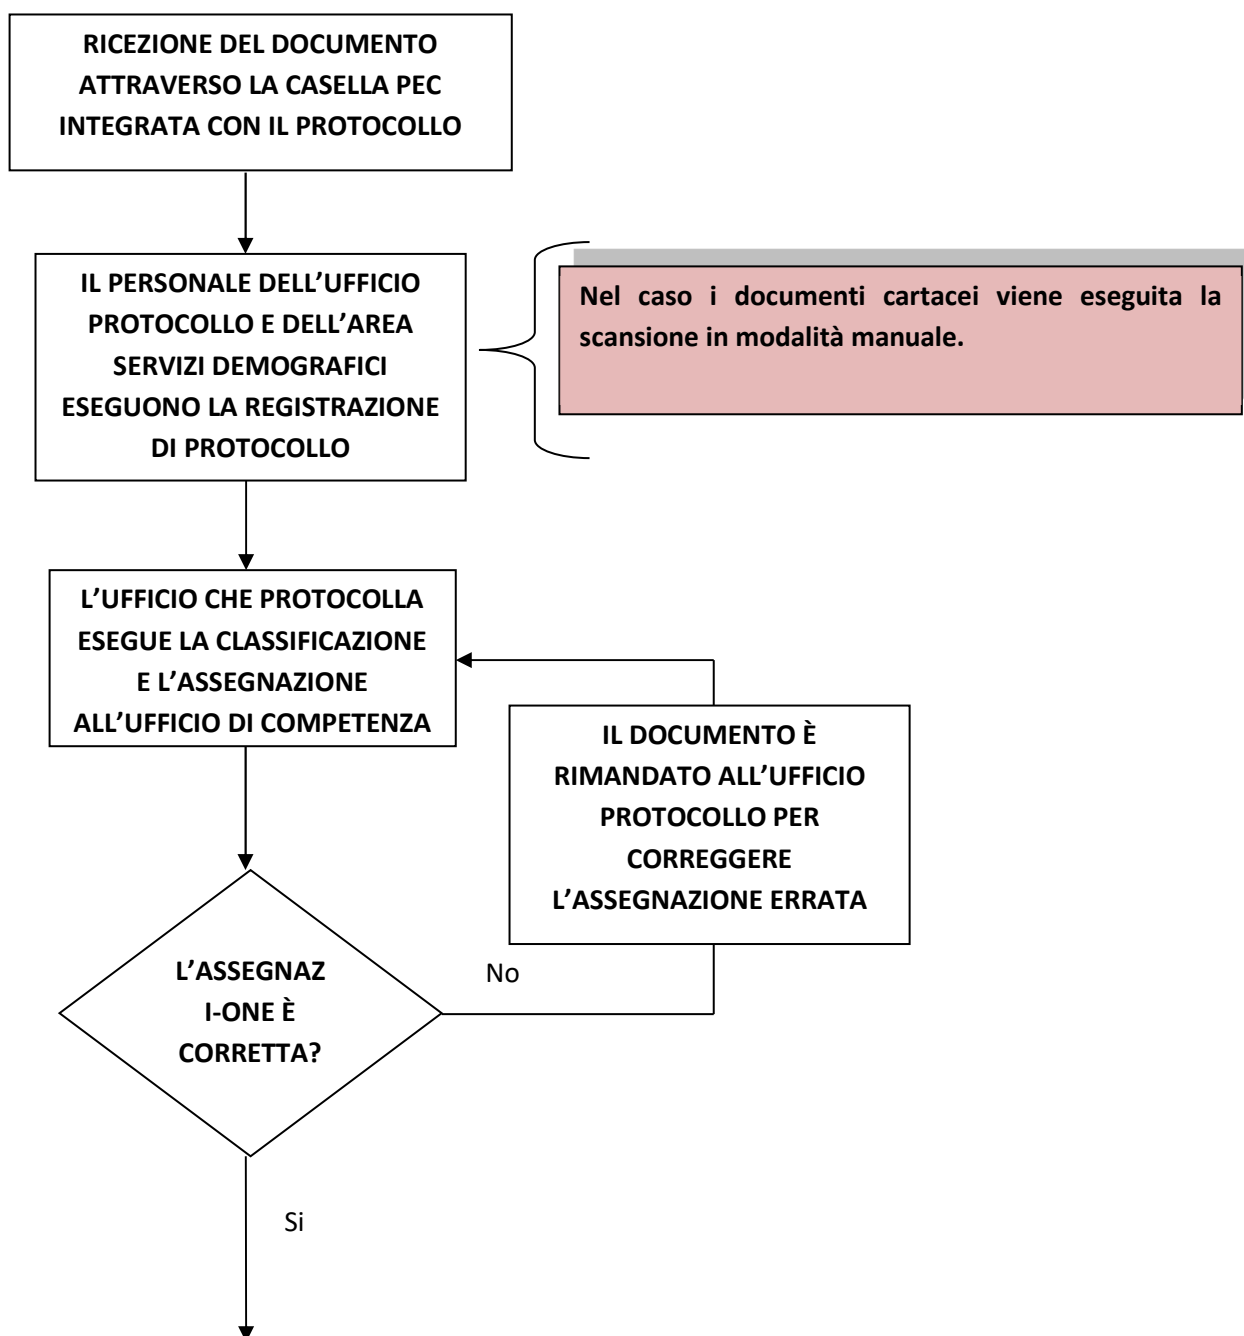 RICEZIONE DEL DOCUMENTO
ATTRAVERSO LA CASELLA PEC
INTEGRATA CON IL PROTOCOLLO
IL PERSONALE DELL’UFFICIO
PROTOCOLLO E DELL’AREA
SERVIZI DEMOGRAFICI
ESEGUONO LA REGISTRAZIONE
DI PROTOCOLLO
Nel caso i documenti cartacei viene eseguita la
scansione in modalità manuale.
L’UFFICIO CHE PROTOCOLLA
ESEGUE LA CLASSIFICAZIONE
E L’ASSEGNAZIONE
ALL’UFFICIO DI COMPETENZA
IL DOCUMENTO È
RIMANDATO ALL’UFFICIO
PROTOCOLLO PER
CORREGGERE
L’ASSEGNAZIONE ERRATA
L’ASSEGNAZ
I-ONE È
CORRETTA?
No
Si